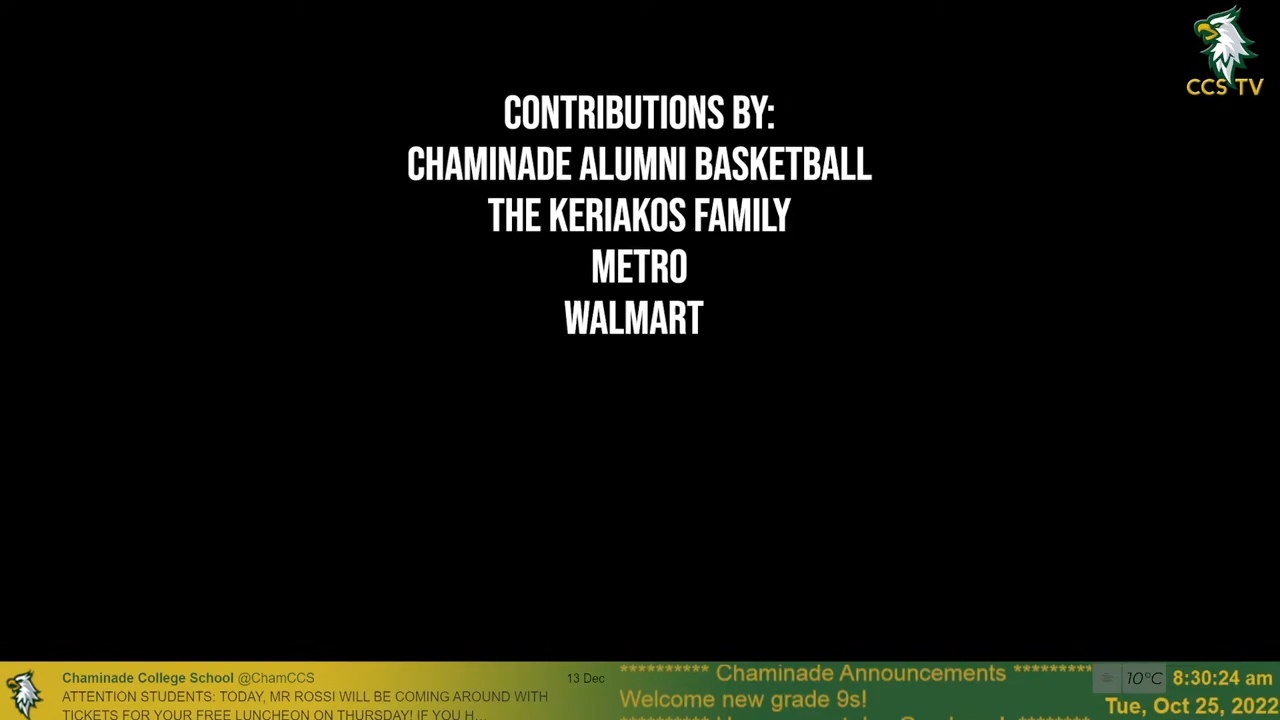 CCS TV
CONTRIBUTIONS BY:
CHAMINADE ALUMNI BASKETBALL
THE KERIAKOS FAMILY
METRO
WALMART
Chaminade College School @ChamCCS 13 Dec
ATTENTION STUDENTS: TODAY, MR ROSSI WILL BE COMING AROUND WITH
TICKETS FOR YOUR FREE LUNCHEON ON THURSDAY! IF YOU H...
********** Chaminade Announcements *********
Welcome new grade 9s!
10°C 8:30:24 am
Tue, Oct 25, 2022